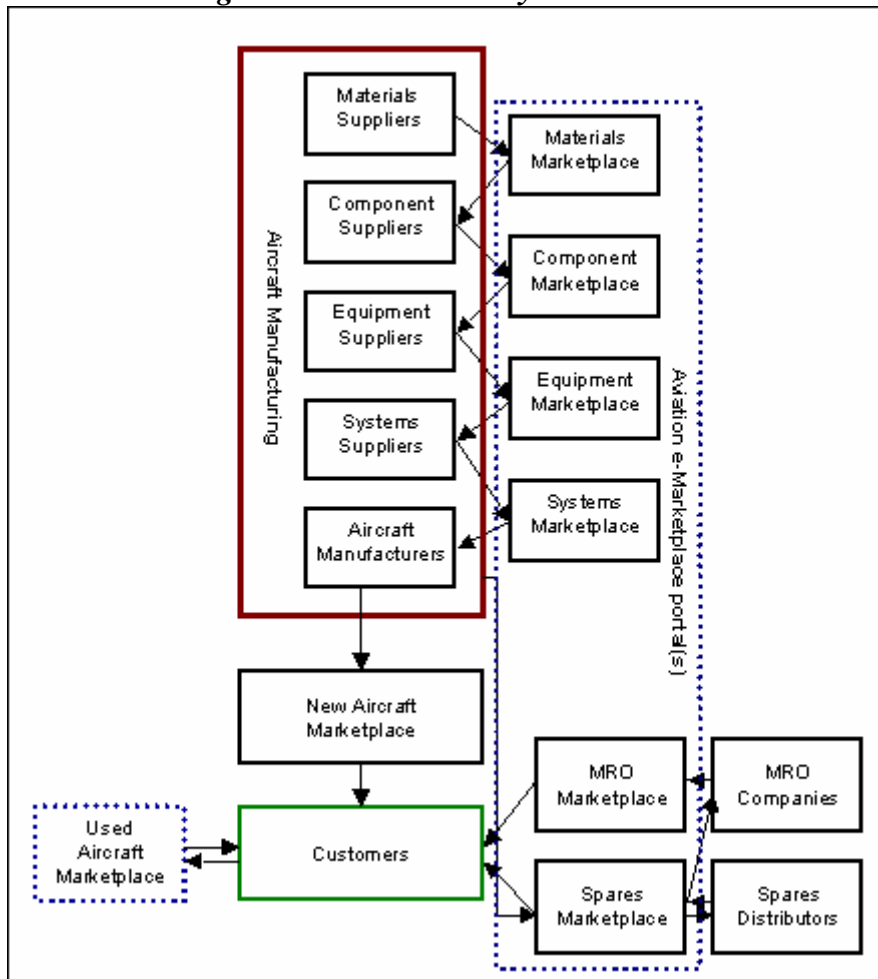 Materials
Suppliers
Materials
Marketplace
Component
Suppliers
Component
Marketplace
Aircraft Manufacturing
Equipment
Suppliers
Equipment
Marketplace
Aviation e-Marketplace portal(s)
Systems
Suppliers
Systems
Marketplace
Aircraft
Manufacturers
New Aircraft
Marketplace
MRO
Marketplace
MRO
Companies
Used
Aircraft
Marketplace
Customers
Spares
Marketplace
Spares
Distributors